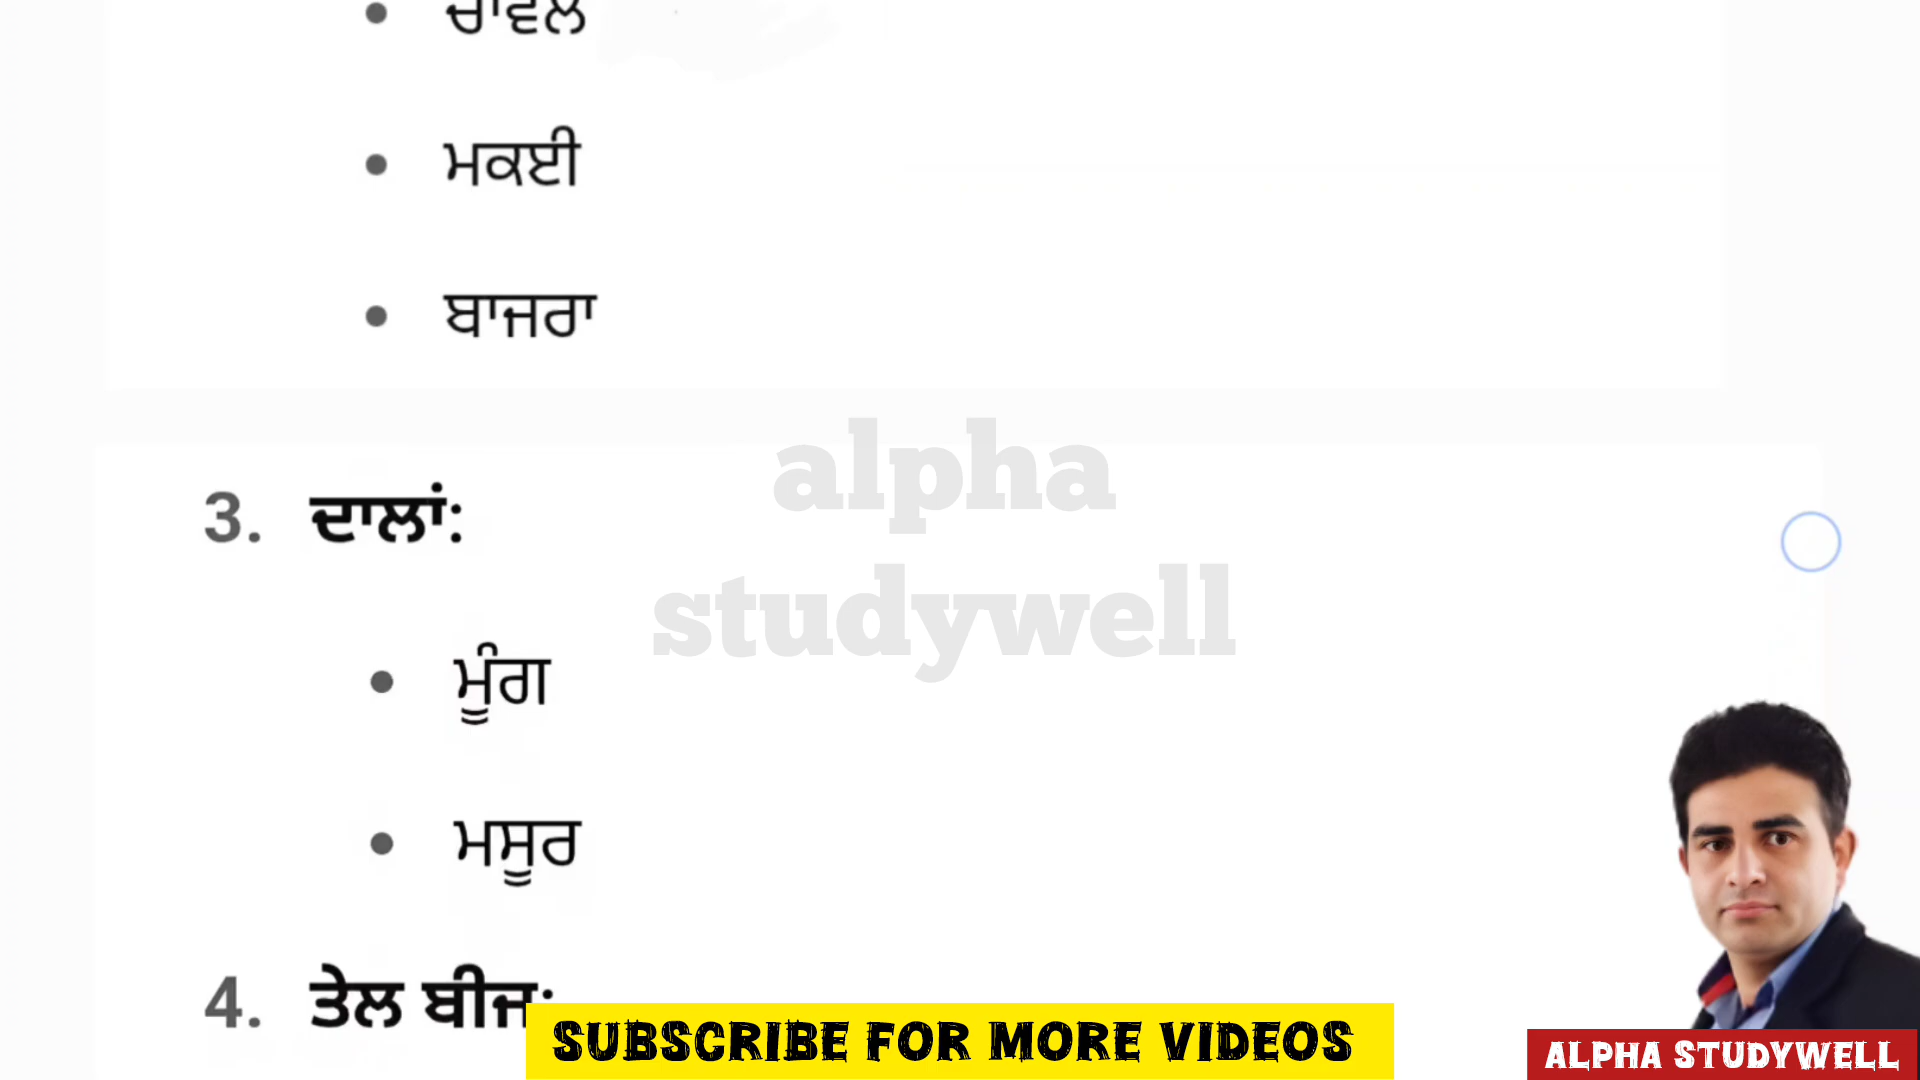 • ਚਾਵਲ
• ਮਕਈ
• ਬਾਜਰਾ
alpha
studywell
3. ਦਾਲਾਂ:
• ਮੂੰਗ
• ਮਸੂਰ
4. ਤੇਲ ਬੀਜ:
SUBSCRIBE FOR MORE VIDEOS
ALPHA STUDYWELL